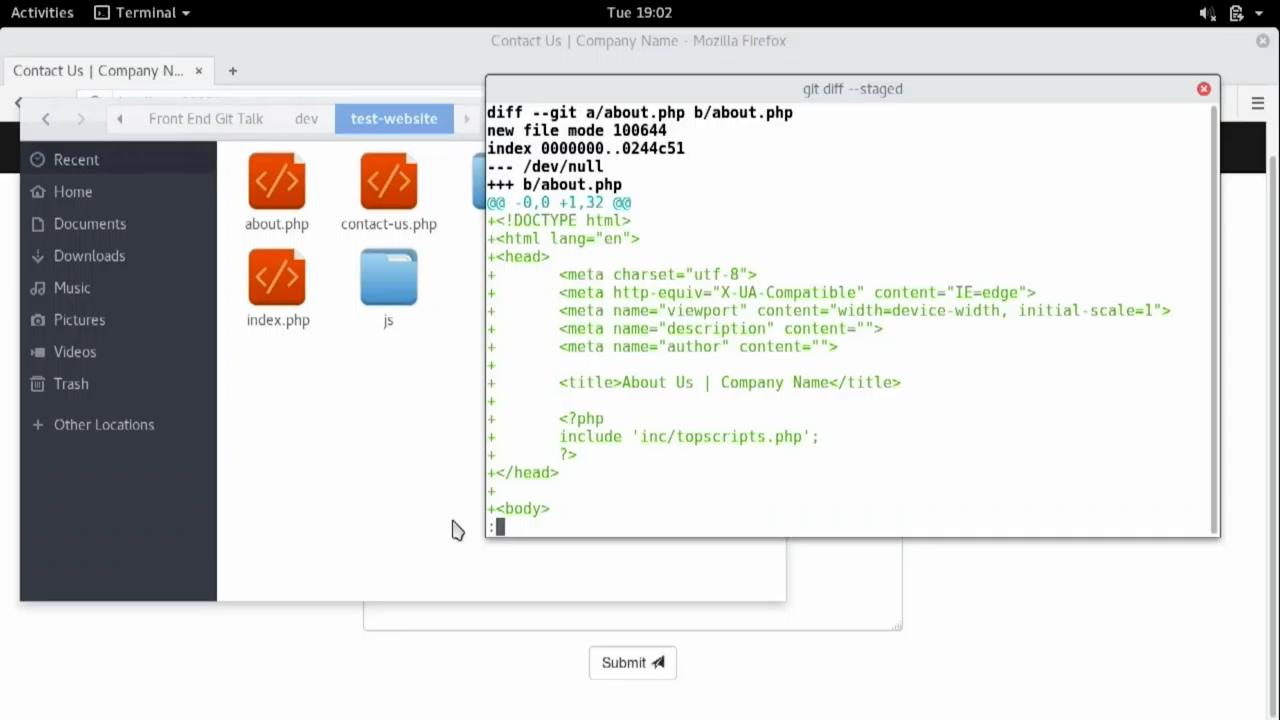 Activities Terminal Tue 19:02
Contact Us | Company Name - Mozilla Firefox
Contact Us | Company N... × +
Front End Git Talk dev test-website
Recent
Home
Documents
Downloads
Music
Pictures
Videos
Trash
+ Other Locations
about.php contact-us.php
index.php js
git diff --staged
diff --git a/about.php b/about.php
new file mode 100644
index 0000000..0244c51
--- /dev/null
+++ b/about.php
@@ -0,0 +1,32 @@
+<!DOCTYPE html>
+<html lang="en">
+<head>
+ <meta charset="utf-8">
+ <meta http-equiv="X-UA-Compatible" content="IE=edge">
+ <meta name="viewport" content="width=device-width, initial-scale=1">
+ <meta name="description" content="">
+ <meta name="author" content="">
+
+ <title>About Us | Company Name</title>
+
+ <?php
+ include 'inc/topscripts.php';
+ ?>
+</head>
+
+<body>
:
Submit